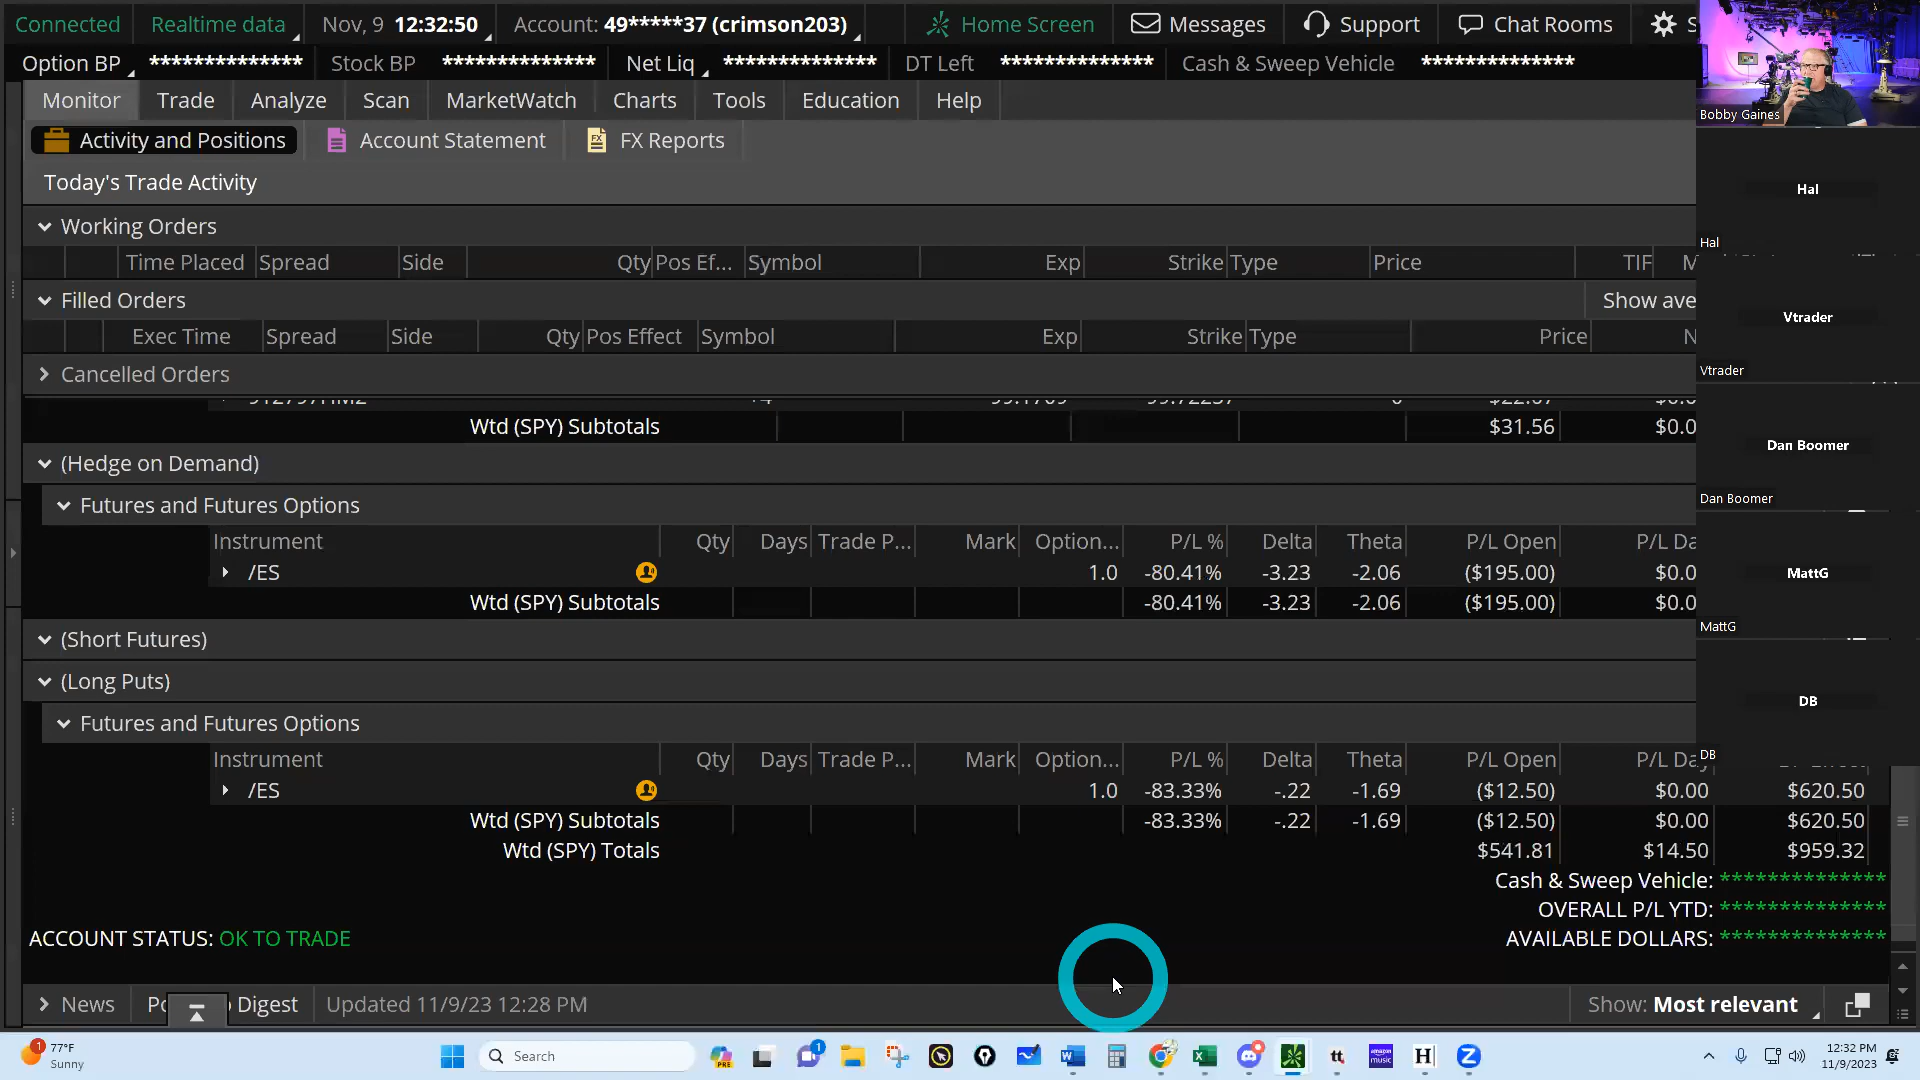 Connected
Realtime data
Nov, 9 12:32:50
Account: 49*****37 (crimson203)
Home Screen
Messages
Support
Chat Rooms
S
Option BP **************
Stock BP **************
Net Liq **************
DT Left **************
Cash & Sweep Vehicle **************
Monitor
Trade
Analyze
Scan
MarketWatch
Charts
Tools
Education
Help
Bobby Gaines
Activity and Positions
Account Statement
FX Reports
Today's Trade Activity
Hal
Hal
Working Orders
Time Placed Spread Side Qty Pos Ef... Symbol Exp Strike Type Price TIF M
Filled Orders
Show ave
Vtrader
Exec Time Spread Side Qty Pos Effect Symbol Exp Strike Type Price N
Vtrader
Cancelled Orders
Wtd (SPY) Subtotals $31.56 $0.0
Dan Boomer
Dan Boomer
(Hedge on Demand)
Futures and Futures Options
Instrument Qty Days Trade P... Mark Option... P/L % Delta Theta P/L Open P/L Da
/ES 1.0 -80.41% -3.23 -2.06 ($195.00) $0.0
Wtd (SPY) Subtotals -80.41% -3.23 -2.06 ($195.00) $0.0
MattG
MattG
(Short Futures)
(Long Puts)
DB
DB
Futures and Futures Options
Instrument Qty Days Trade P... Mark Option... P/L % Delta Theta P/L Open P/L Day
/ES 1.0 -83.33% -.22 -1.69 ($12.50) $0.00 $620.50
Wtd (SPY) Subtotals -83.33% -.22 -1.69 ($12.50) $0.00 $620.50
Wtd (SPY) Totals $541.81 $14.50 $959.32
Cash & Sweep Vehicle: **************
OVERALL P/L YTD: **************
ACCOUNT STATUS: OK TO TRADE
AVAILABLE DOLLARS: **************
News
Po
Digest
Updated 11/9/23 12:28 PM
Show: Most relevant
1
77°F
Sunny
Search
PRE
1
tt
amazon music
H
12:32 PM
11/9/2023